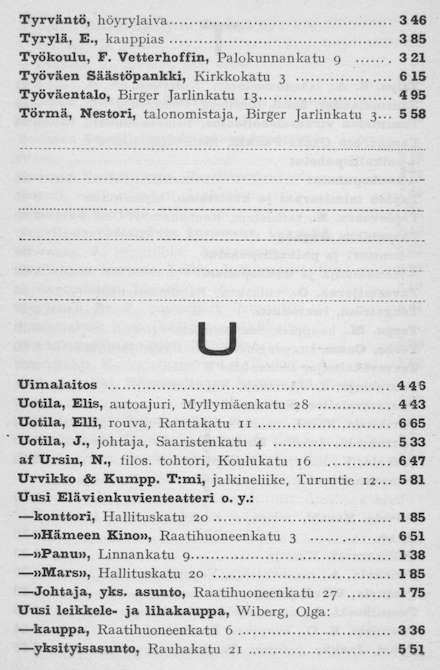 Tyrväntö, höyrylaiva ........ 3 46
Tyrylä, E., kauppias ........ 3 85
Työkoulu, F. Vetterhoffin, Palokunnankatu 9 ....... 3 21
Työväen Säästöpankki, Kirkkokatu 3 ........ 6 15
Työväentalo, Birger Jarlinkatu 13........ 4 95
Törmä, Nestori, talonomistaja, Birger Jarlinkatu 3... 5 58
U
Uimalaitos ........ 4 46
Uotila, Elis, autoajuri, Myllymäenkatu 28 ........ 4 43
Uotila, Elli, rouva, Rantakatu 11 ........ 6 65
Uotila, J., johtaja, Saaristenkatu 4 ........ 5 33
af Ursin, N., filos. tohtori, Koulukatu 16 ........ 6 47
Urvikko & Kumpp. T:mi, jalkineliike, Turuntie 12... 5 81
Uusi Elävienkuvienteatteri o. y.:
—konttori, Hallituskatu 20 ........ 1 85
—»Hämeen Kino», Raatihuoneenkatu 3 ........ 6 51
—»Panu», Linnankatu 9........ 1 38
—»Mars», Hallituskatu 20 ........ 1 85
—Johtaja, yks. asunto, Raatihuoneenkatu 27 ........ 1 75
Uusi leikkele- ja lihakauppa, Wiberg, Olga:
—kauppa, Raatihuoneenkatu 6 ........ 3 36
—yksityisasunto, Rauhakatu 21 ........ 5 51